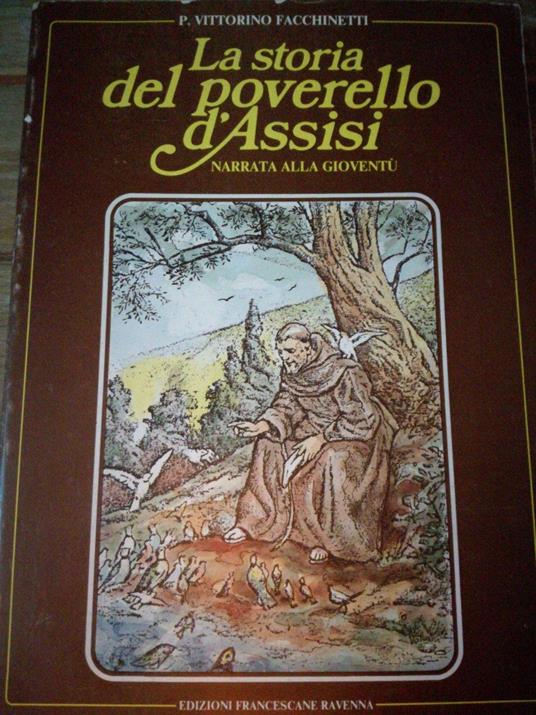 P. VITTORINO FACCHINETTI
La storia
del poverello
d'Assisi
NARRATA ALLA GIOVENTÙ
EDIZIONI FRANCESCANE RAVENNA